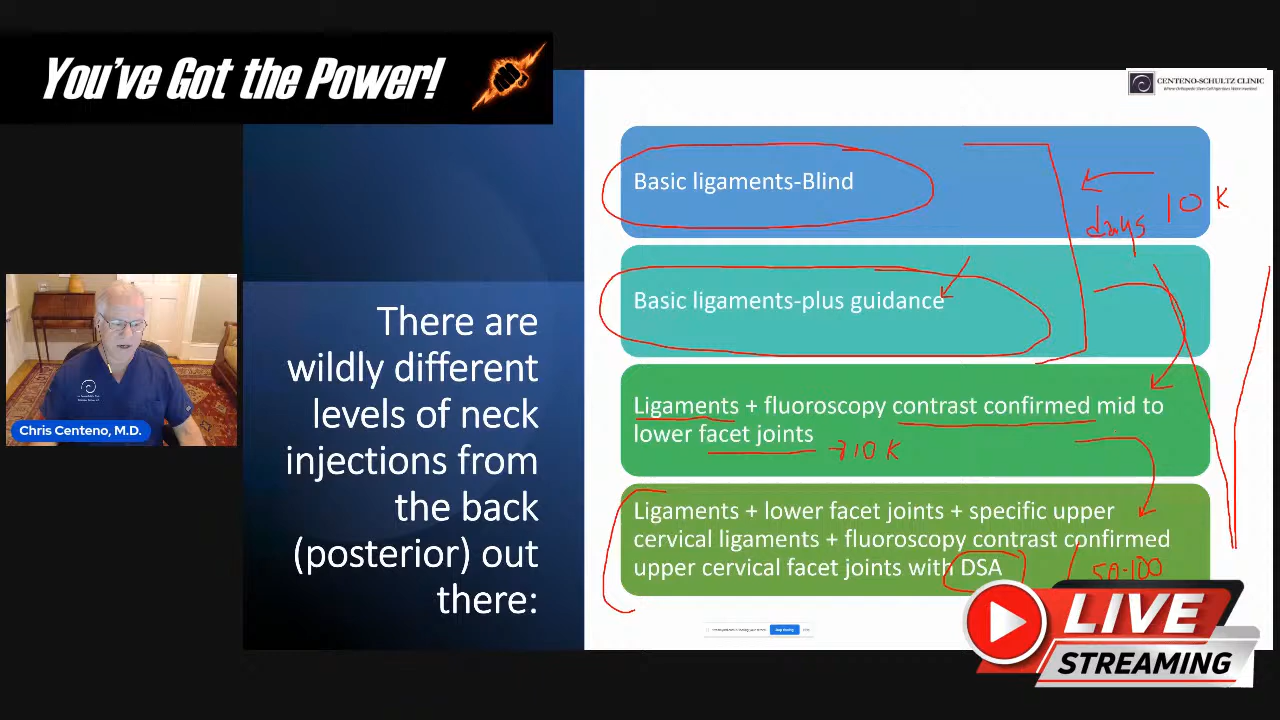 You've Got the Power!
CENTENO-SCHULTZ CLINIC
Basic ligaments-Blind
10 K
days
Basic ligaments-plus guidance
Ligaments + fluoroscopy contrast confirmed mid to
lower facet joints
10 K
Ligaments + lower facet joints + specific upper
cervical ligaments + fluoroscopy contrast confirmed
upper cervical facet joints with DSA
50-100
There are
wildly different
levels of neck
injections from
the back
(posterior) out
there:
Chris Centeno, M.D.
LIVE
STREAMING